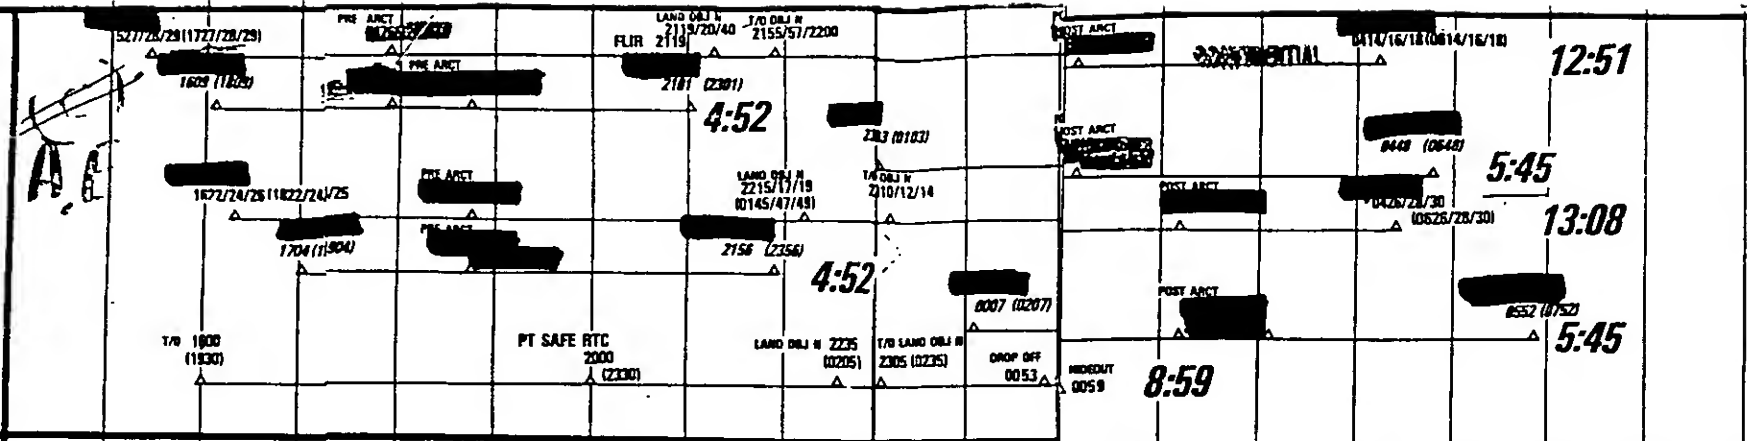 PRE ARCT
LAND OBJ N
2119/20/40
T/O OBJ N
2155/57/2200
FLIR 2119
527/28/29(1727/28/29)
POST ARCT
0414/16/18(0614/16/18)
12:51
1609 (1809)
PRE ARCT
2101 (2301)
4:52
2303 (0103)
POST ARCT
0448 (0648)
5:45
A.E
1622/24/26(1822/24)/25
PRE ARCT
LAND OBJ N
2215/17/19
(0145/47/49)
T/O OBJ N
2210/12/14
POST ARCT
0426/28/30
(0626/28/30)
13:08
1704 (1904)
PRE ARCT
2156 (2356)
4:52
0007 (0207)
POST ARCT
0552 (0752)
5:45
T/O 1600
(1930)
PT SAFE RTC
2000
(2330)
LAND OBJ N 2235
(0205)
T/O LAND OBJ N
2305 (0235)
DROP OFF
0053
HIDEOUT
0059
8:59